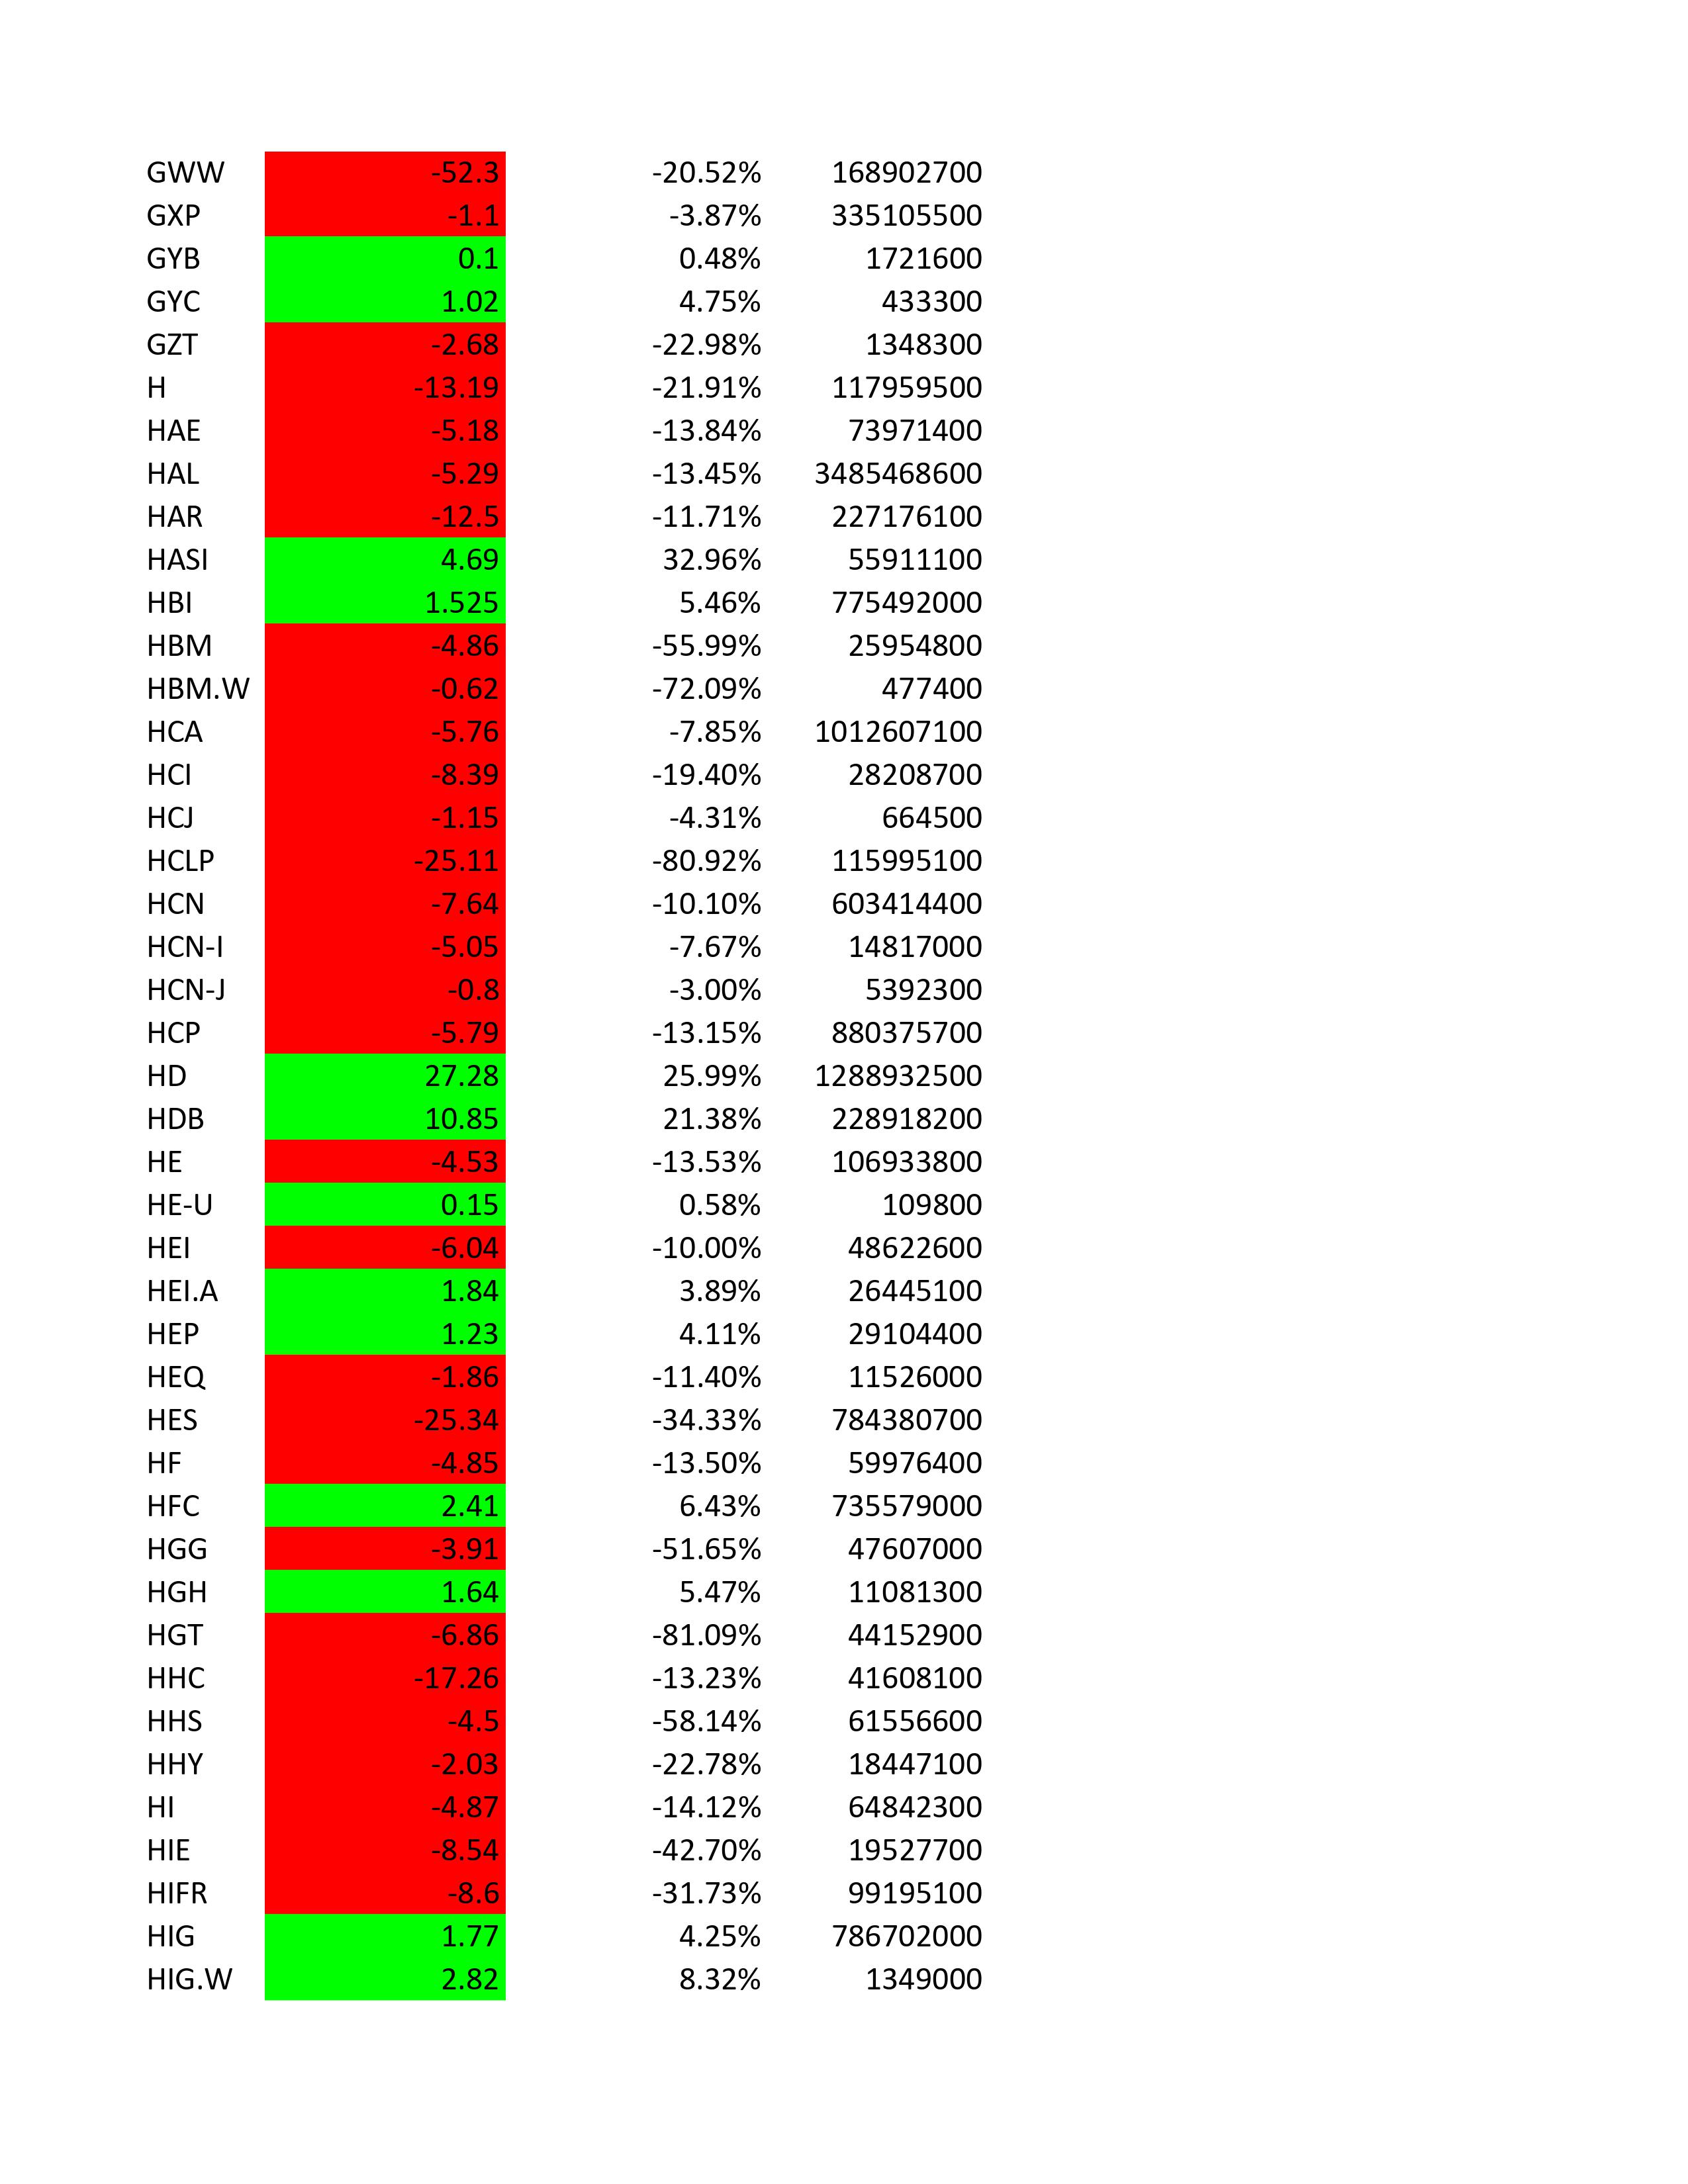 GWW -52.3 -20.52% 168902700
GXP -1.1 -3.87% 335105500
GYB 0.1 0.48% 1721600
GYC 1.02 4.75% 433300
GZT -2.68 -22.98% 1348300
H -13.19 -21.91% 117959500
HAE -5.18 -13.84% 73971400
HAL -5.29 -13.45% 3485468600
HAR -12.5 -11.71% 227176100
HASI 4.69 32.96% 55911100
HBI 1.525 5.46% 775492000
HBM -4.86 -55.99% 25954800
HBM.W -0.62 -72.09% 477400
HCA -5.76 -7.85% 1012607100
HCI -8.39 -19.40% 28208700
HCJ -1.15 -4.31% 664500
HCLP -25.11 -80.92% 115995100
HCN -7.64 -10.10% 603414400
HCN-I -5.05 -7.67% 14817000
HCN-J -0.8 -3.00% 5392300
HCP -5.79 -13.15% 880375700
HD 27.28 25.99% 1288932500
HDB 10.85 21.38% 228918200
HE -4.53 -13.53% 106933800
HE-U 0.15 0.58% 109800
HEI -6.04 -10.00% 48622600
HEI.A 1.84 3.89% 26445100
HEP 1.23 4.11% 29104400
HEQ -1.86 -11.40% 11526000
HES -25.34 -34.33% 784380700
HF -4.85 -13.50% 59976400
HFC 2.41 6.43% 735579000
HGG -3.91 -51.65% 47607000
HGH 1.64 5.47% 11081300
HGT -6.86 -81.09% 44152900
HHC -17.26 -13.23% 41608100
HHS -4.5 -58.14% 61556600
HHY -2.03 -22.78% 18447100
HI -4.87 -14.12% 64842300
HIE -8.54 -42.70% 19527700
HIFR -8.6 -31.73% 99195100
HIG 1.77 4.25% 786702000
HIG.W 2.82 8.32% 1349000